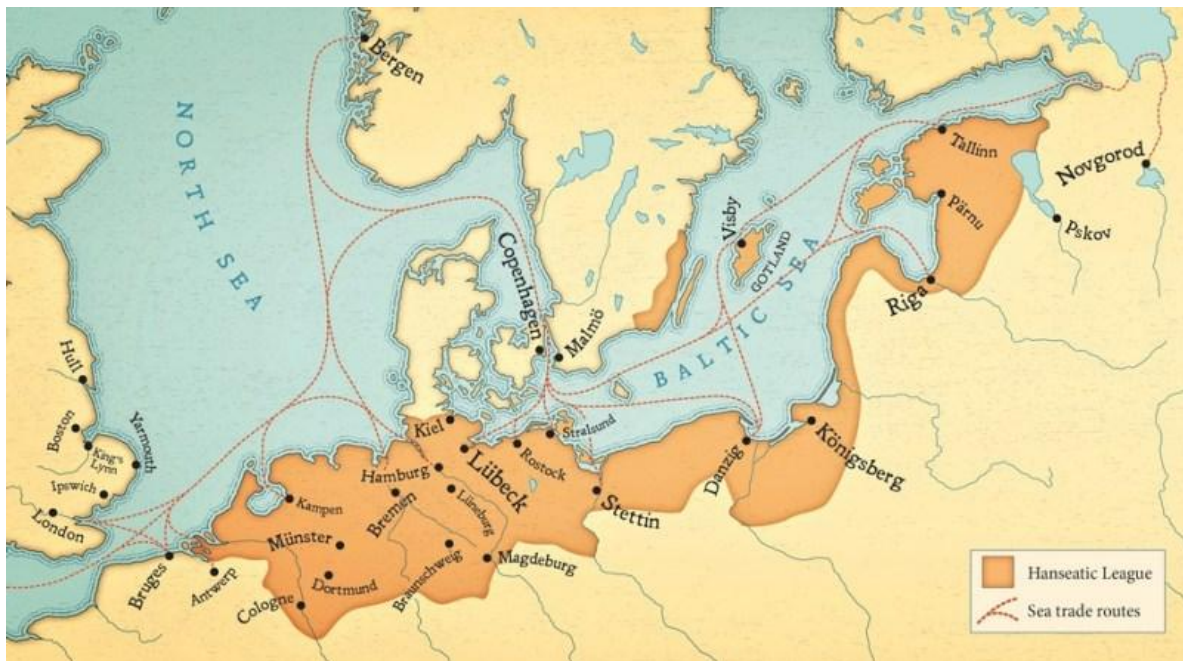 Bergen
NORTH SEA
Tallinn
Novgorod
Pärnu
Pskov
Visby
GOTLAND
Riga
Copenhagen
Malmö
BALTIC SEA
Hull
Boston
King's
Lynn
Yarmouth
Ipswich
London
Kiel
Lübeck
Rostock
Stralsund
Stettin
Danzig
Königsberg
Hamburg
Bremen
Lüneburg
Kampen
Münster
Dortmund
Cologne
Braunschweig
Magdeburg
Bruges
Antwerp
Hanseatic League
Sea trade routes